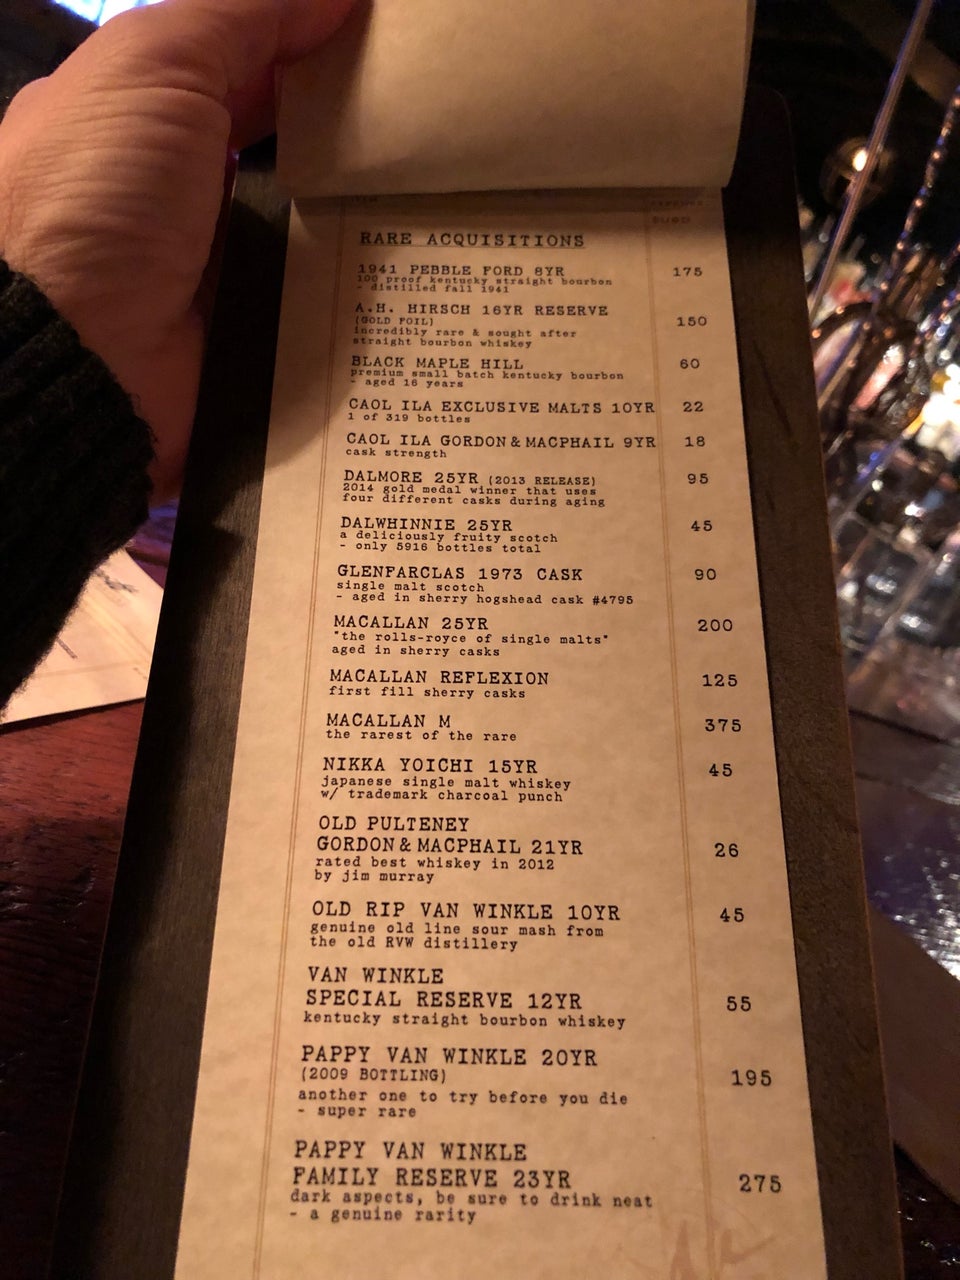 RARE ACQUISITIONS
1941 PEBBLE FORD 8YR 175
100 proof kentucky straight bourbon
- distilled fall 1941
A.H. HIRSCH 16YR RESERVE
(GOLD FOIL) 150
incredibly rare & sought after
straight bourbon whiskey
BLACK MAPLE HILL 60
premium small batch kentucky bourbon
- aged 16 years
CAOL ILA EXCLUSIVE MALTS 10YR 22
1 of 319 bottles
CAOL ILA GORDON & MACPHAIL 9YR 18
cask strength
DALMORE 25YR (2013 RELEASE) 95
2014 gold medal winner that uses
four different casks during aging
DALWHINNIE 25YR 45
a deliciously fruity scotch
- only 5916 bottles total
GLENFARCLAS 1973 CASK 90
single malt scotch
- aged in sherry hogshead cask #4795
MACALLAN 25YR 200
"the rolls-royce of single malts"
aged in sherry casks
MACALLAN REFLEXION 125
first fill sherry casks
MACALLAN M 375
the rarest of the rare
NIKKA YOICHI 15YR 45
japanese single malt whiskey
w/ trademark charcoal punch
OLD PULTENEY
GORDON & MACPHAIL 21YR 26
rated best whiskey in 2012
by jim murray
OLD RIP VAN WINKLE 10YR 45
genuine old line sour mash from
the old RVW distillery
VAN WINKLE
SPECIAL RESERVE 12YR 55
kentucky straight bourbon whiskey
PAPPY VAN WINKLE 20YR
(2009 BOTTLING) 195
another one to try before you die
- super rare
PAPPY VAN WINKLE
FAMILY RESERVE 23YR 275
dark aspects, be sure to drink neat
- a genuine rarity